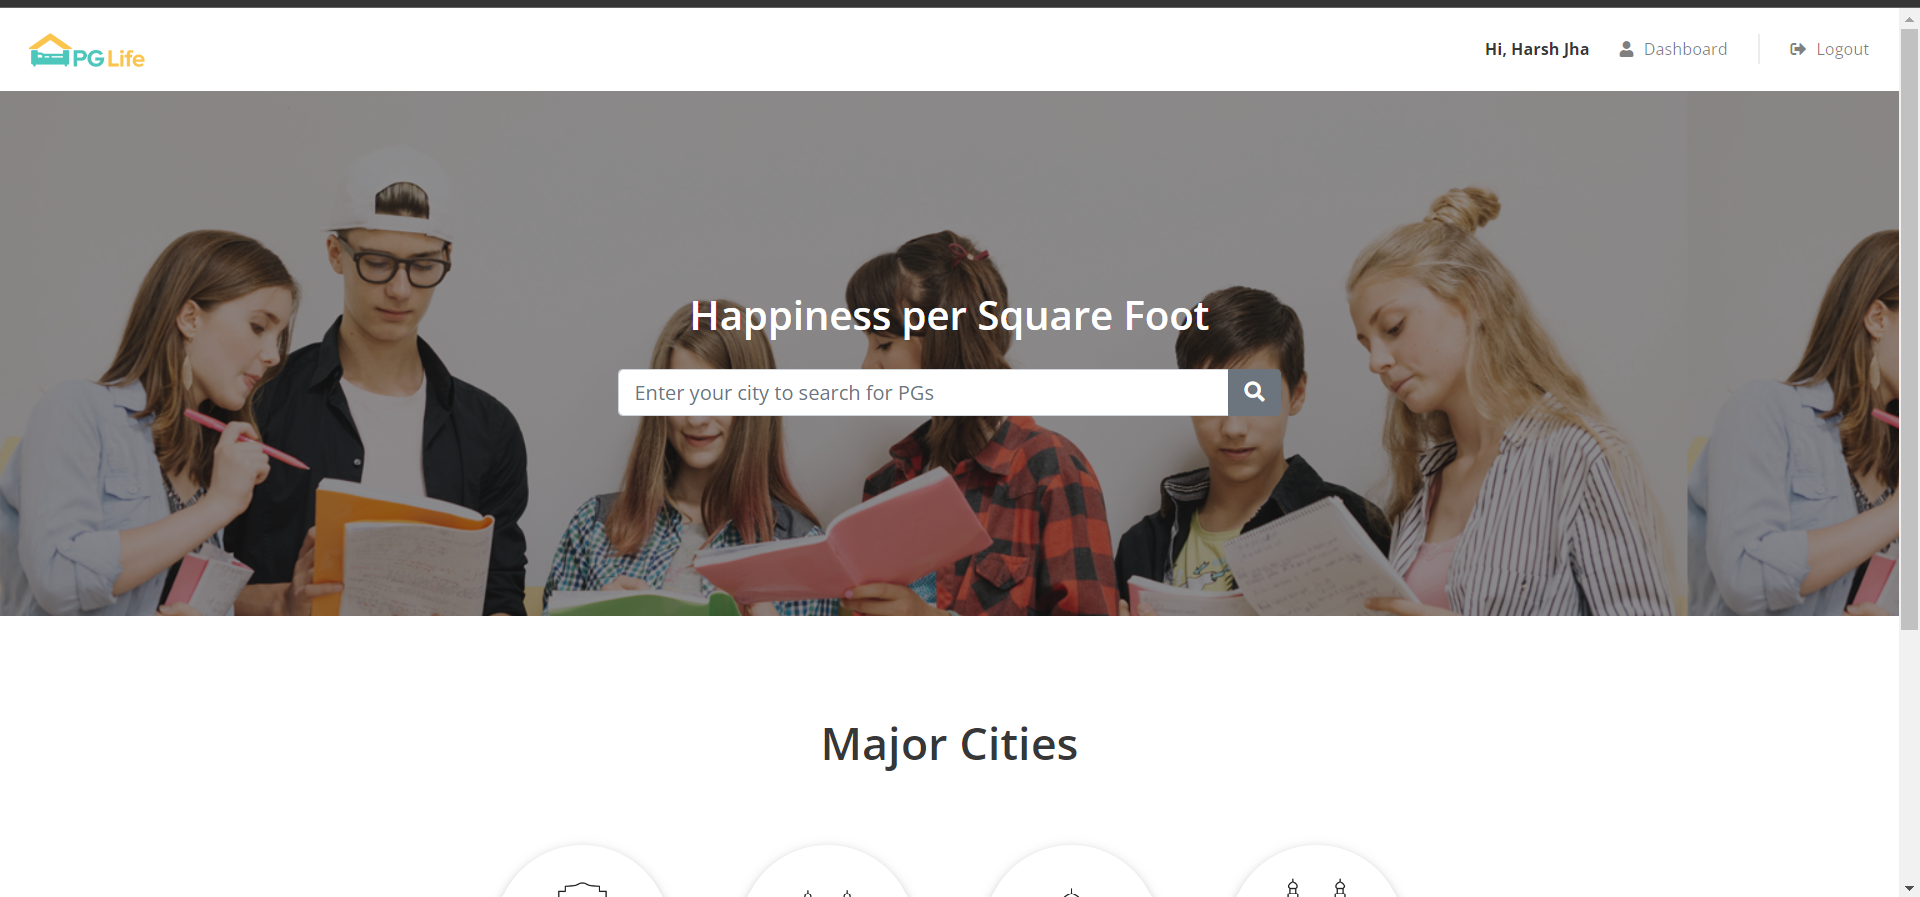 PG Life
Hi, Harsh Jha
Dashboard
Logout
Happiness per Square Foot
Enter your city to search for PGs
Major Cities